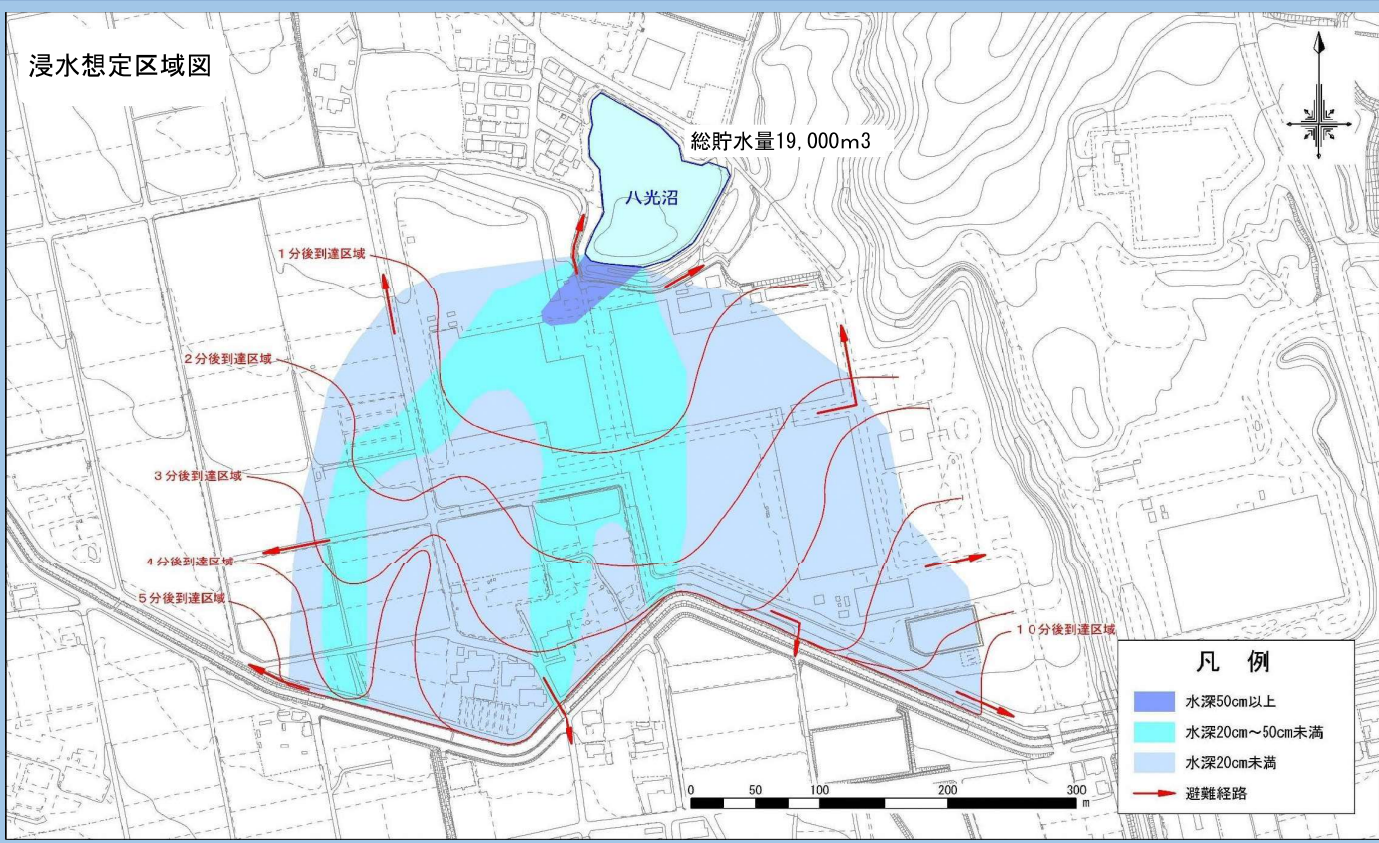 浸水想定区域図
総貯水量19,000m3
八光沼
1分後到達区域
2分後到達区域
3分後到達区域
4分後到達区域
5分後到達区域
10分後到達区域
凡 例
水深50cm以上
水深20cm～50cm未満
水深20cm未満
避難経路
0 50 100 200 300
m